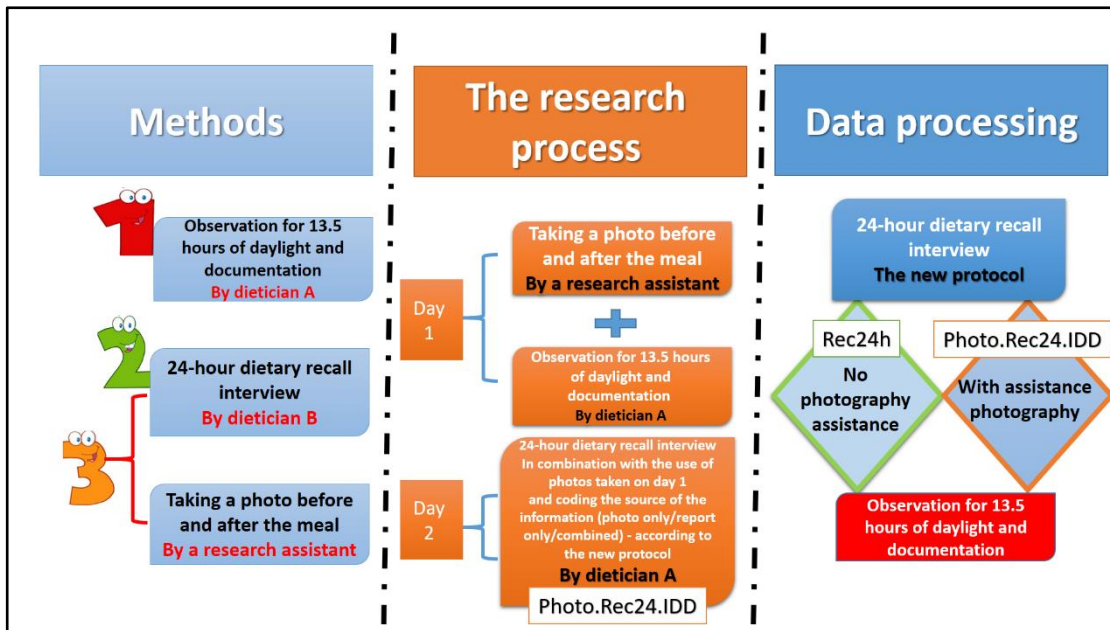 Methods
1
Observation for 13.5
hours of daylight and
documentation
By dietician A
2
24-hour dietary recall
interview
By dietician B
3
Taking a photo before
and after the meal
By a research assistant
The research
process
Day
1
Taking a photo before
and after the meal
By a research assistant
Observation for 13.5 hours
of daylight and
documentation
By dietician A
Day
2
24-hour dietary recall interview
In combination with the use of
photos taken on day 1
and coding the source of the
information (photo only/report
only/combined) - according to
the new protocol
By dietician A
Photo.Rec24.IDD
Data processing
24-hour dietary recall
interview
The new protocol
Rec24h
No
photography
assistance
Photo.Rec24.IDD
With assistance
photography
Observation for 13.5
hours of daylight and
documentation